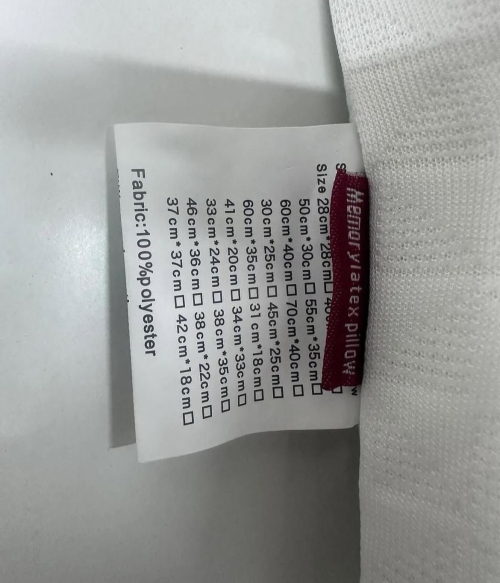 Memorylatex pillow
Size 28cm*28cm☐
50cm*30cm☐ 55cm*35cm☐
60cm*40cm☐ 70cm*40cm☐
30cm*25cm☐ 45cm*25cm☐
60cm*35cm☐ 31cm*18cm☐
41cm*20cm☐ 34cm*33cm☐
33cm*24cm☐ 38cm*35cm☐
46cm*36cm☐ 38cm*22cm☐
37cm*37cm☐ 42cm*18cm☐
Fabric:100%polyester